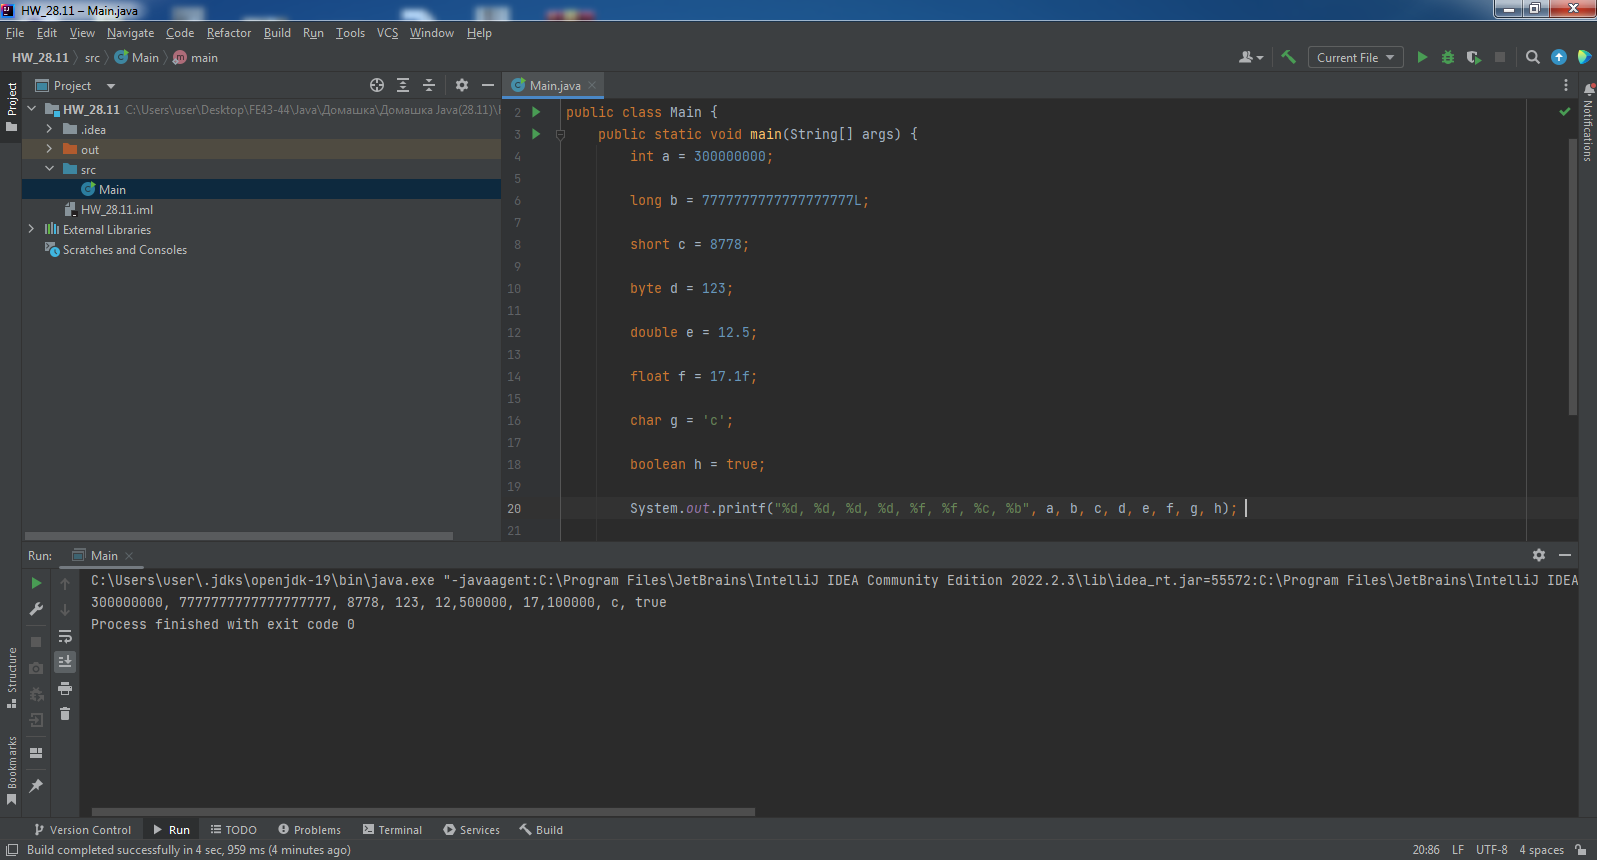 HW_28.11 – Main.java
File Edit View Navigate Code Refactor Build Run Tools VCS Window Help
HW_28.11 src Main main
Current File
Project
Main.java
Project
Notifications
HW_28.11 C:\Users\user\Desktop\FE43-44\Java\Домашка\Домашка Java(28.11)\
.idea
out
src
Main
HW_28.11.iml
External Libraries
Scratches and Consoles
2 public class Main {
3 public static void main(String[] args) {
4 int a = 300000000;
5
6 long b = 7777777777777777777L;
7
8 short c = 8778;
9
10 byte d = 123;
11
12 double e = 12.5;
13
14 float f = 17.1f;
15
16 char g = 'c';
17
18 boolean h = true;
19
20 System.out.printf("%d, %d, %d, %d, %f, %f, %c, %b", a, b, c, d, e, f, g, h);
21
Run: Main
C:\Users\user\.jdks\openjdk-19\bin\java.exe "-javaagent:C:\Program Files\JetBrains\IntelliJ IDEA Community Edition 2022.2.3\lib\idea_rt.jar=55572:C:\Program Files\JetBrains\IntelliJ IDEA
300000000, 7777777777777777777, 8778, 123, 12,500000, 17,100000, c, true
Process finished with exit code 0
Structure
Bookmarks
Version Control Run TODO Problems Terminal Services Build
Build completed successfully in 4 sec, 959 ms (4 minutes ago)
20:86 LF UTF-8 4 spaces